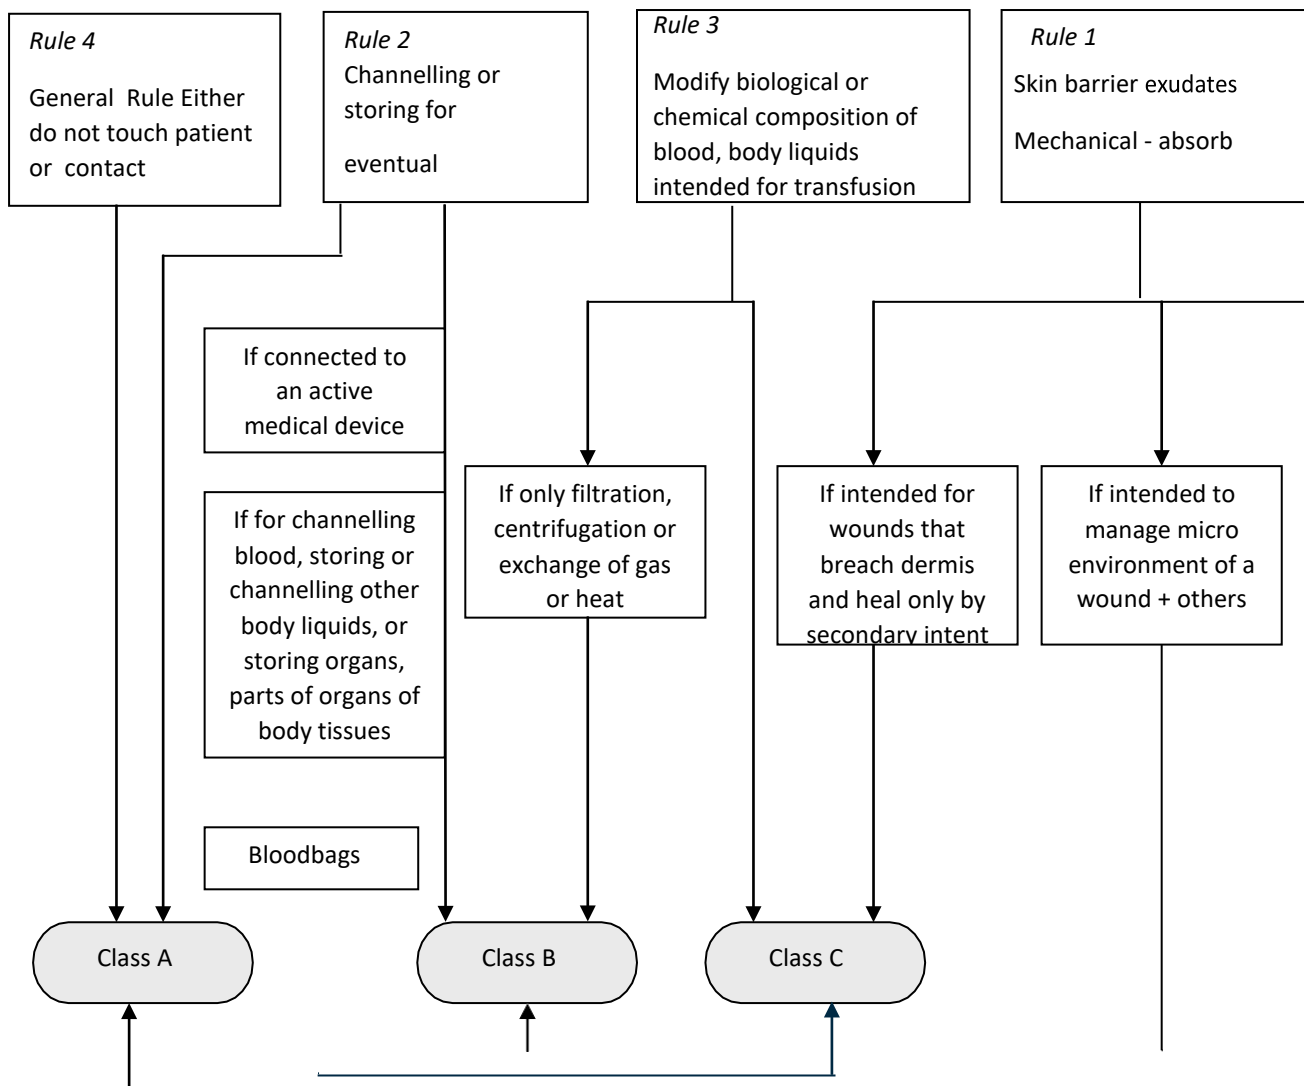 Rule 4
General Rule Either
do not touch patient
or contact
Rule 2
Channelling or
storing for
eventual
Rule 3
Modify biological or
chemical composition of
blood, body liquids
intended for transfusion
Rule 1
Skin barrier exudates
Mechanical - absorb
If connected to
an active
medical device
If for channelling
blood, storing or
channelling other
body liquids, or
storing organs,
parts of organs of
body tissues
If only filtration,
centrifugation or
exchange of gas
or heat
If intended for
wounds that
breach dermis
and heal only by
secondary intent
If intended to
manage micro
environment of a
wound + others
Bloodbags
Class A
Class B
Class C